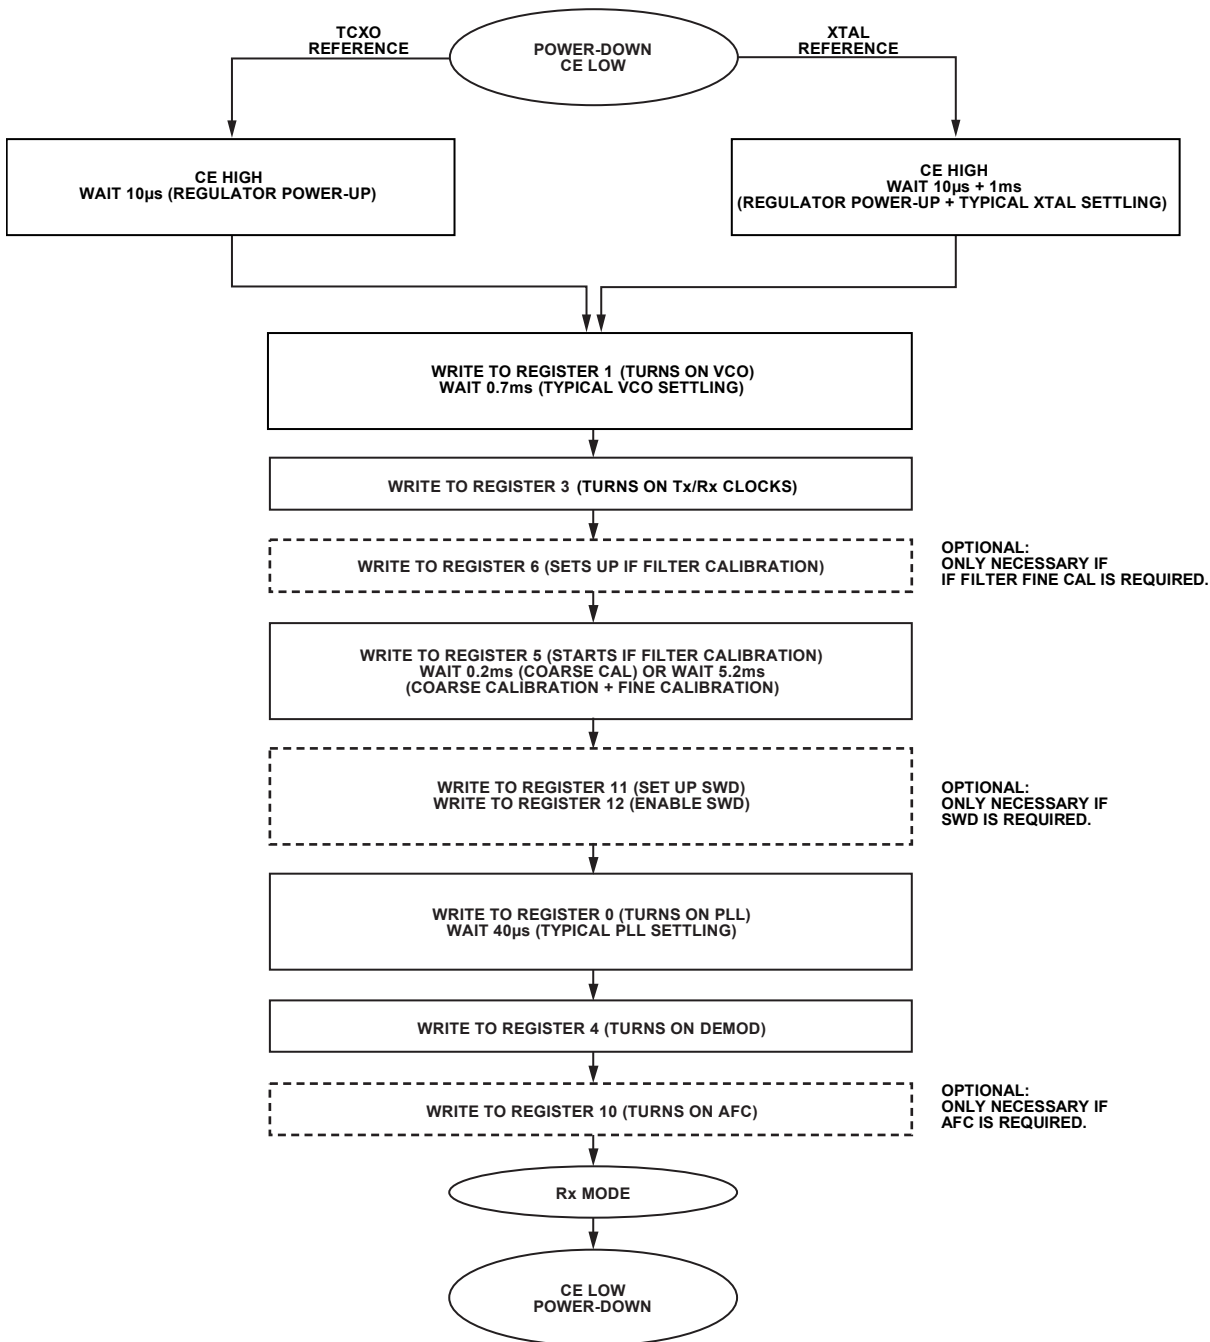 TCXO
REFERENCE
POWER-DOWN
CE LOW
XTAL
REFERENCE
CE HIGH
WAIT 10µs (REGULATOR POWER-UP)
CE HIGH
WAIT 10µs + 1ms
(REGULATOR POWER-UP + TYPICAL XTAL SETTLING)
WRITE TO REGISTER 1 (TURNS ON VCO)
WAIT 0.7ms (TYPICAL VCO SETTLING)
WRITE TO REGISTER 3 (TURNS ON Tx/Rx CLOCKS)
WRITE TO REGISTER 6 (SETS UP IF FILTER CALIBRATION)
OPTIONAL:
ONLY NECESSARY IF
IF FILTER FINE CAL IS REQUIRED.
WRITE TO REGISTER 5 (STARTS IF FILTER CALIBRATION)
WAIT 0.2ms (COARSE CAL) OR WAIT 5.2ms
(COARSE CALIBRATION + FINE CALIBRATION)
WRITE TO REGISTER 11 (SET UP SWD)
WRITE TO REGISTER 12 (ENABLE SWD)
OPTIONAL:
ONLY NECESSARY IF
SWD IS REQUIRED.
WRITE TO REGISTER 0 (TURNS ON PLL)
WAIT 40µs (TYPICAL PLL SETTLING)
WRITE TO REGISTER 4 (TURNS ON DEMOD)
WRITE TO REGISTER 10 (TURNS ON AFC)
OPTIONAL:
ONLY NECESSARY IF
AFC IS REQUIRED.
Rx MODE
CE LOW
POWER-DOWN